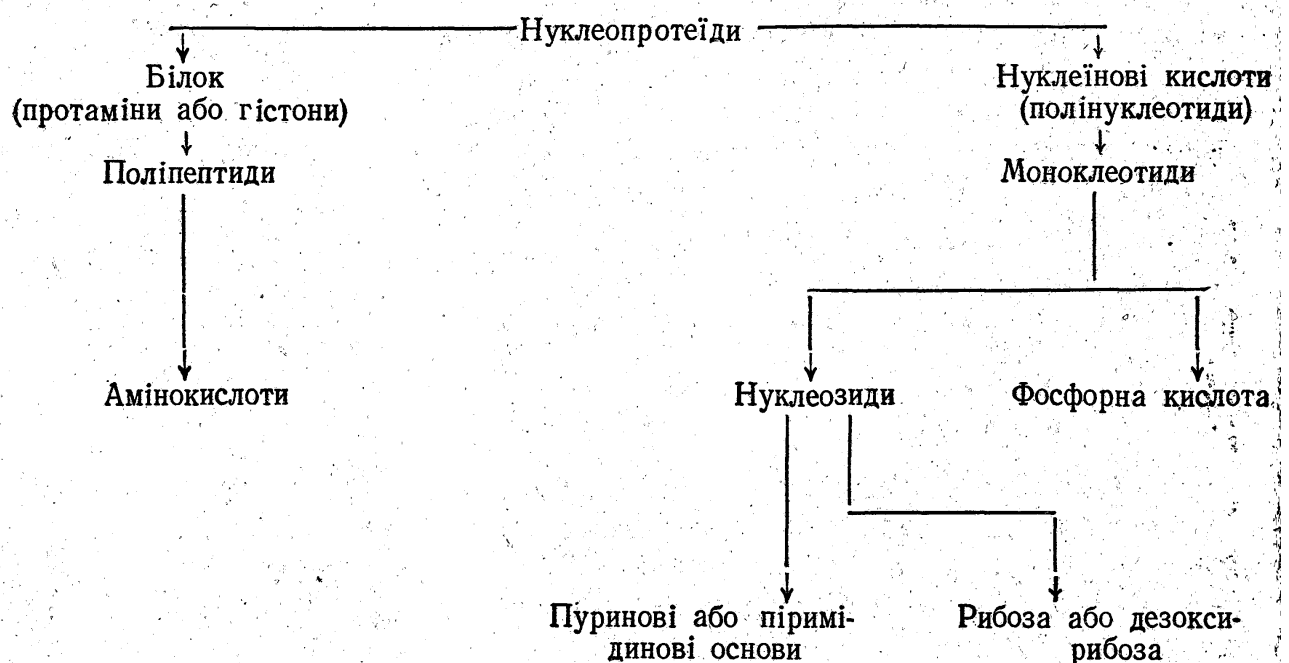 Нуклеопротеїди
Білок
(протаміни або гістони)
Нуклеїнові кислоти
(полінуклеотиди)
Поліпептиди
Моноклеотиди
Амінокислоти
Нуклеозиди
Фосфорна кислота
Пуринові або піримі-
динові основи
Рибоза або дезокси-
рибоза